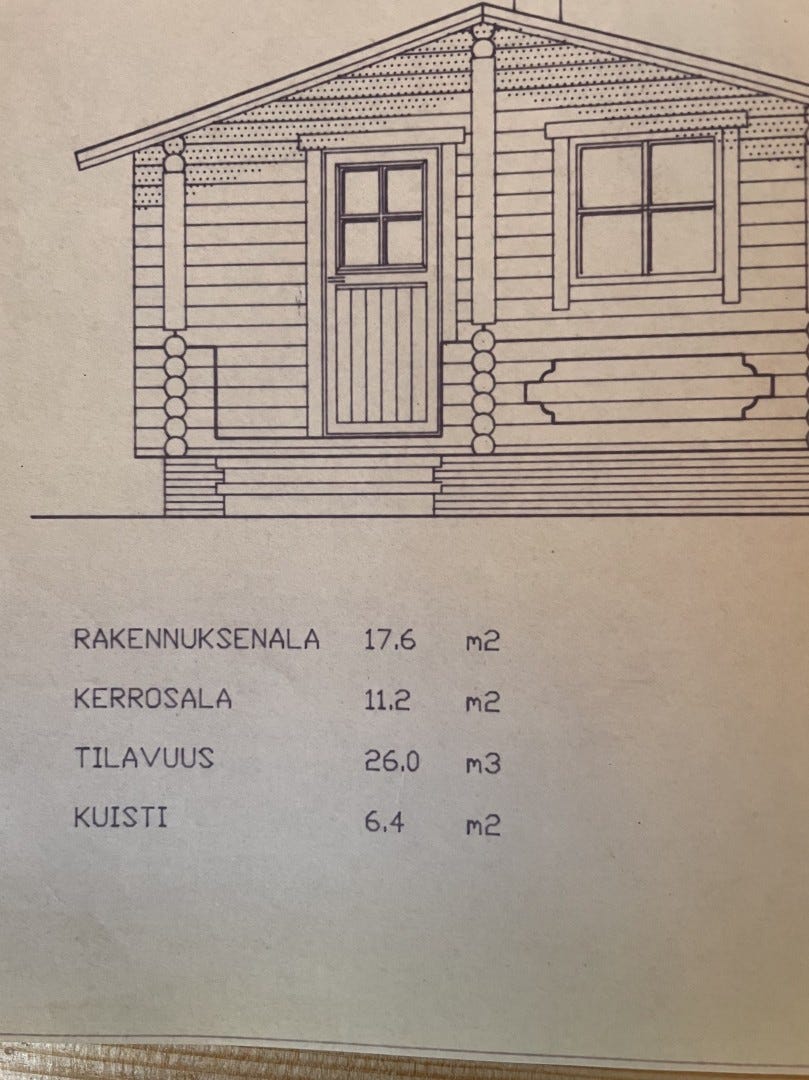 RAKENNUKSENALA 17.6 m2
KERROSALA 11.2 m2
TILAVUUS 26.0 m3
KUISTI 6.4 m2